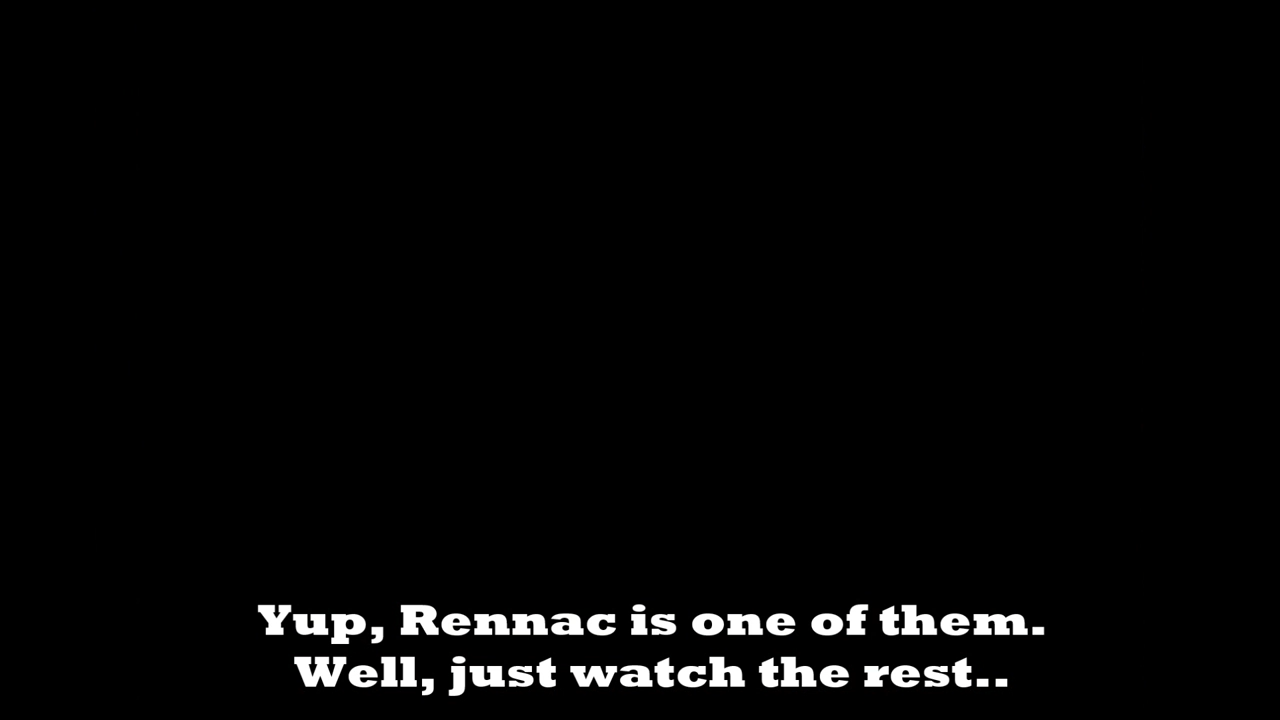 Yup, Rennac is one of them.
Well, just watch the rest..